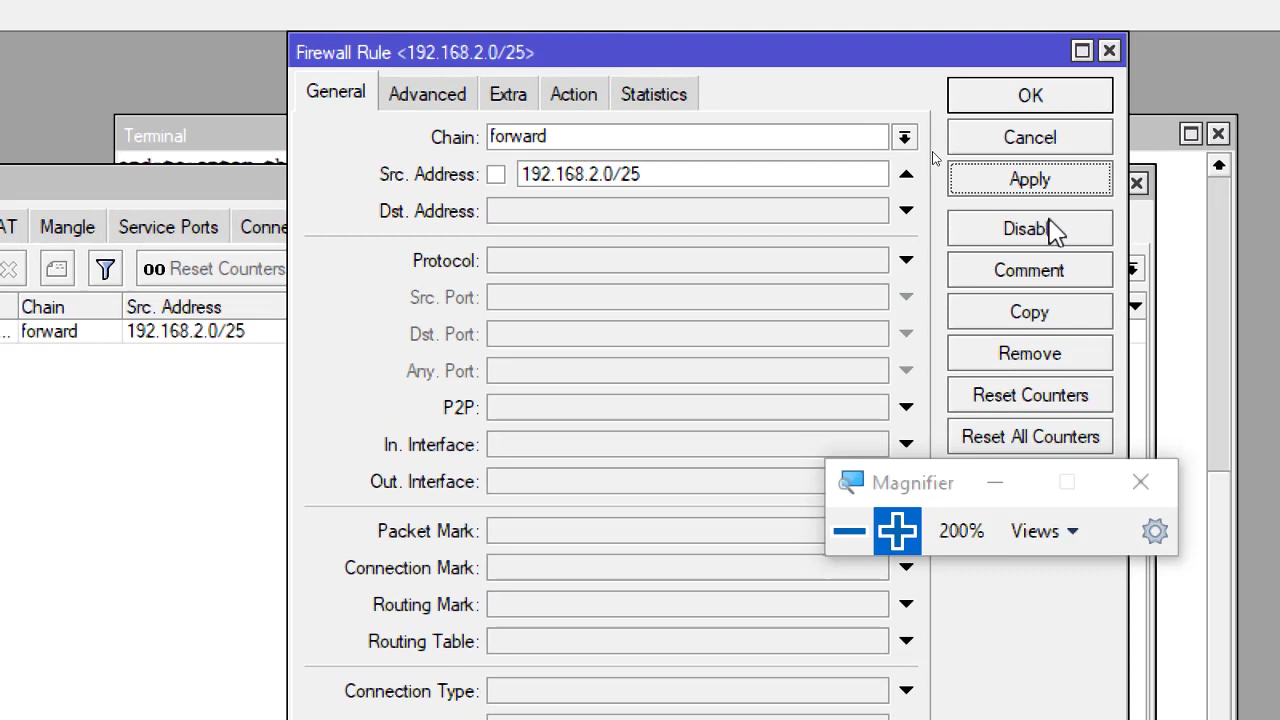 Firewall Rule <192.168.2.0/25>
General Advanced Extra Action Statistics
OK
Chain: forward
Cancel
Src. Address: 192.168.2.0/25
Apply
Dst. Address:
Protocol:
Comment
Src. Port:
Copy
Dst. Port:
Remove
Any. Port:
Reset Counters
P2P:
Reset All Counters
In. Interface:
Out. Interface:
Packet Mark:
Connection Mark:
Routing Mark:
Routing Table:
Connection Type:
Terminal
AT Mangle Service Ports Conne
00 Reset Counters
Chain Src. Address
... forward 192.168.2.0/25
Magnifier
200% Views